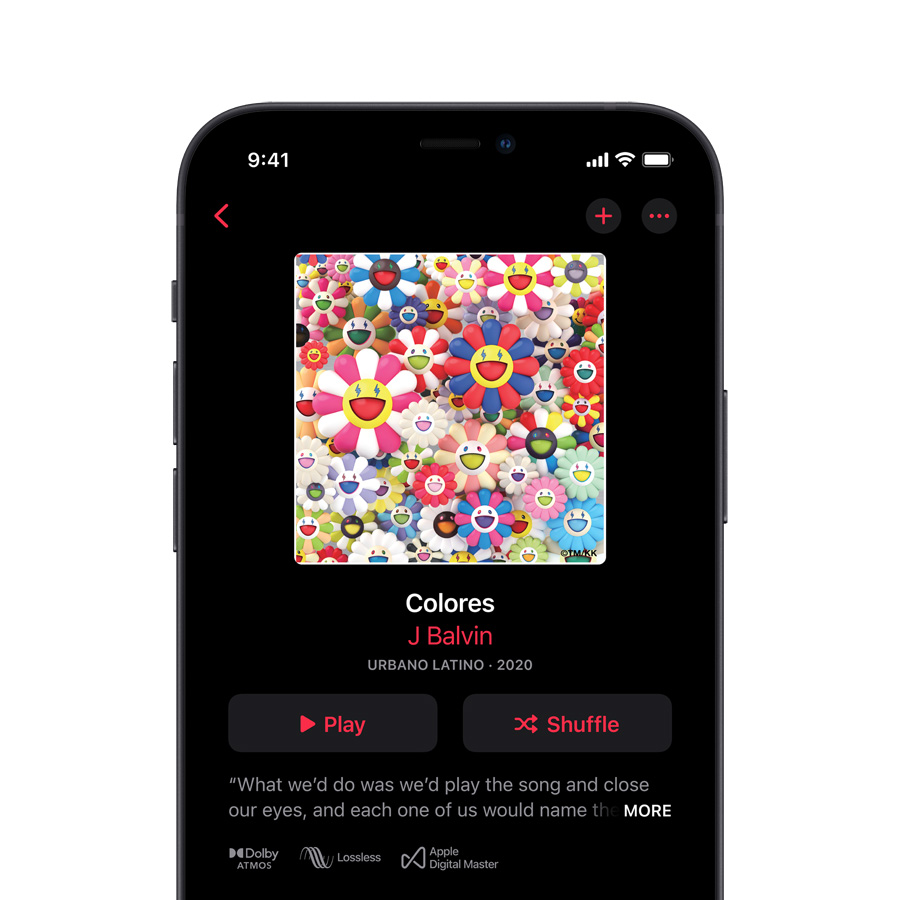 9:41
©TM/KK
Colores
J Balvin
URBANO LATINO · 2020
Play
Shuffle
“What we’d do was we’d play the song and close
our eyes, and each one of us would name the MORE
Dolby
ATMOS
Lossless
Apple
Digital Master